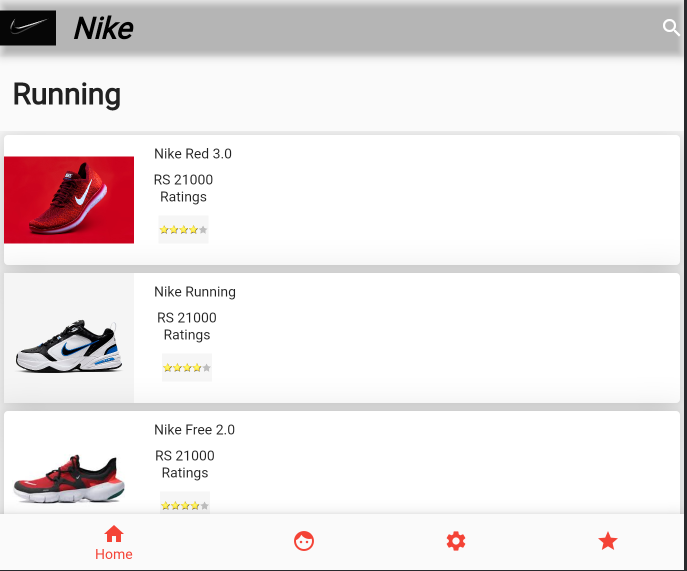 Nike
Running
Nike Red 3.0
RS 21000
Ratings
Nike Running
RS 21000
Ratings
Nike Free 2.0
RS 21000
Ratings
Home